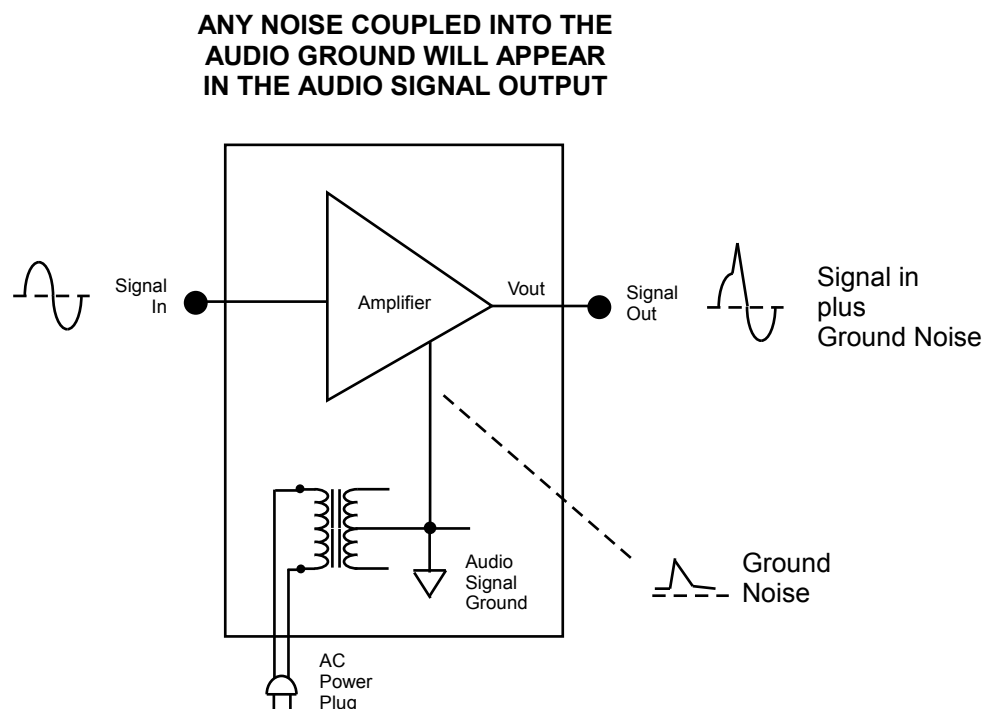 ANY NOISE COUPLED INTO THE
AUDIO GROUND WILL APPEAR
IN THE AUDIO SIGNAL OUTPUT
Signal
In
Amplifier
Vout
Signal
Out
Signal in
plus
Ground Noise
Audio
Signal
Ground
Ground
Noise
AC
Power
Plug